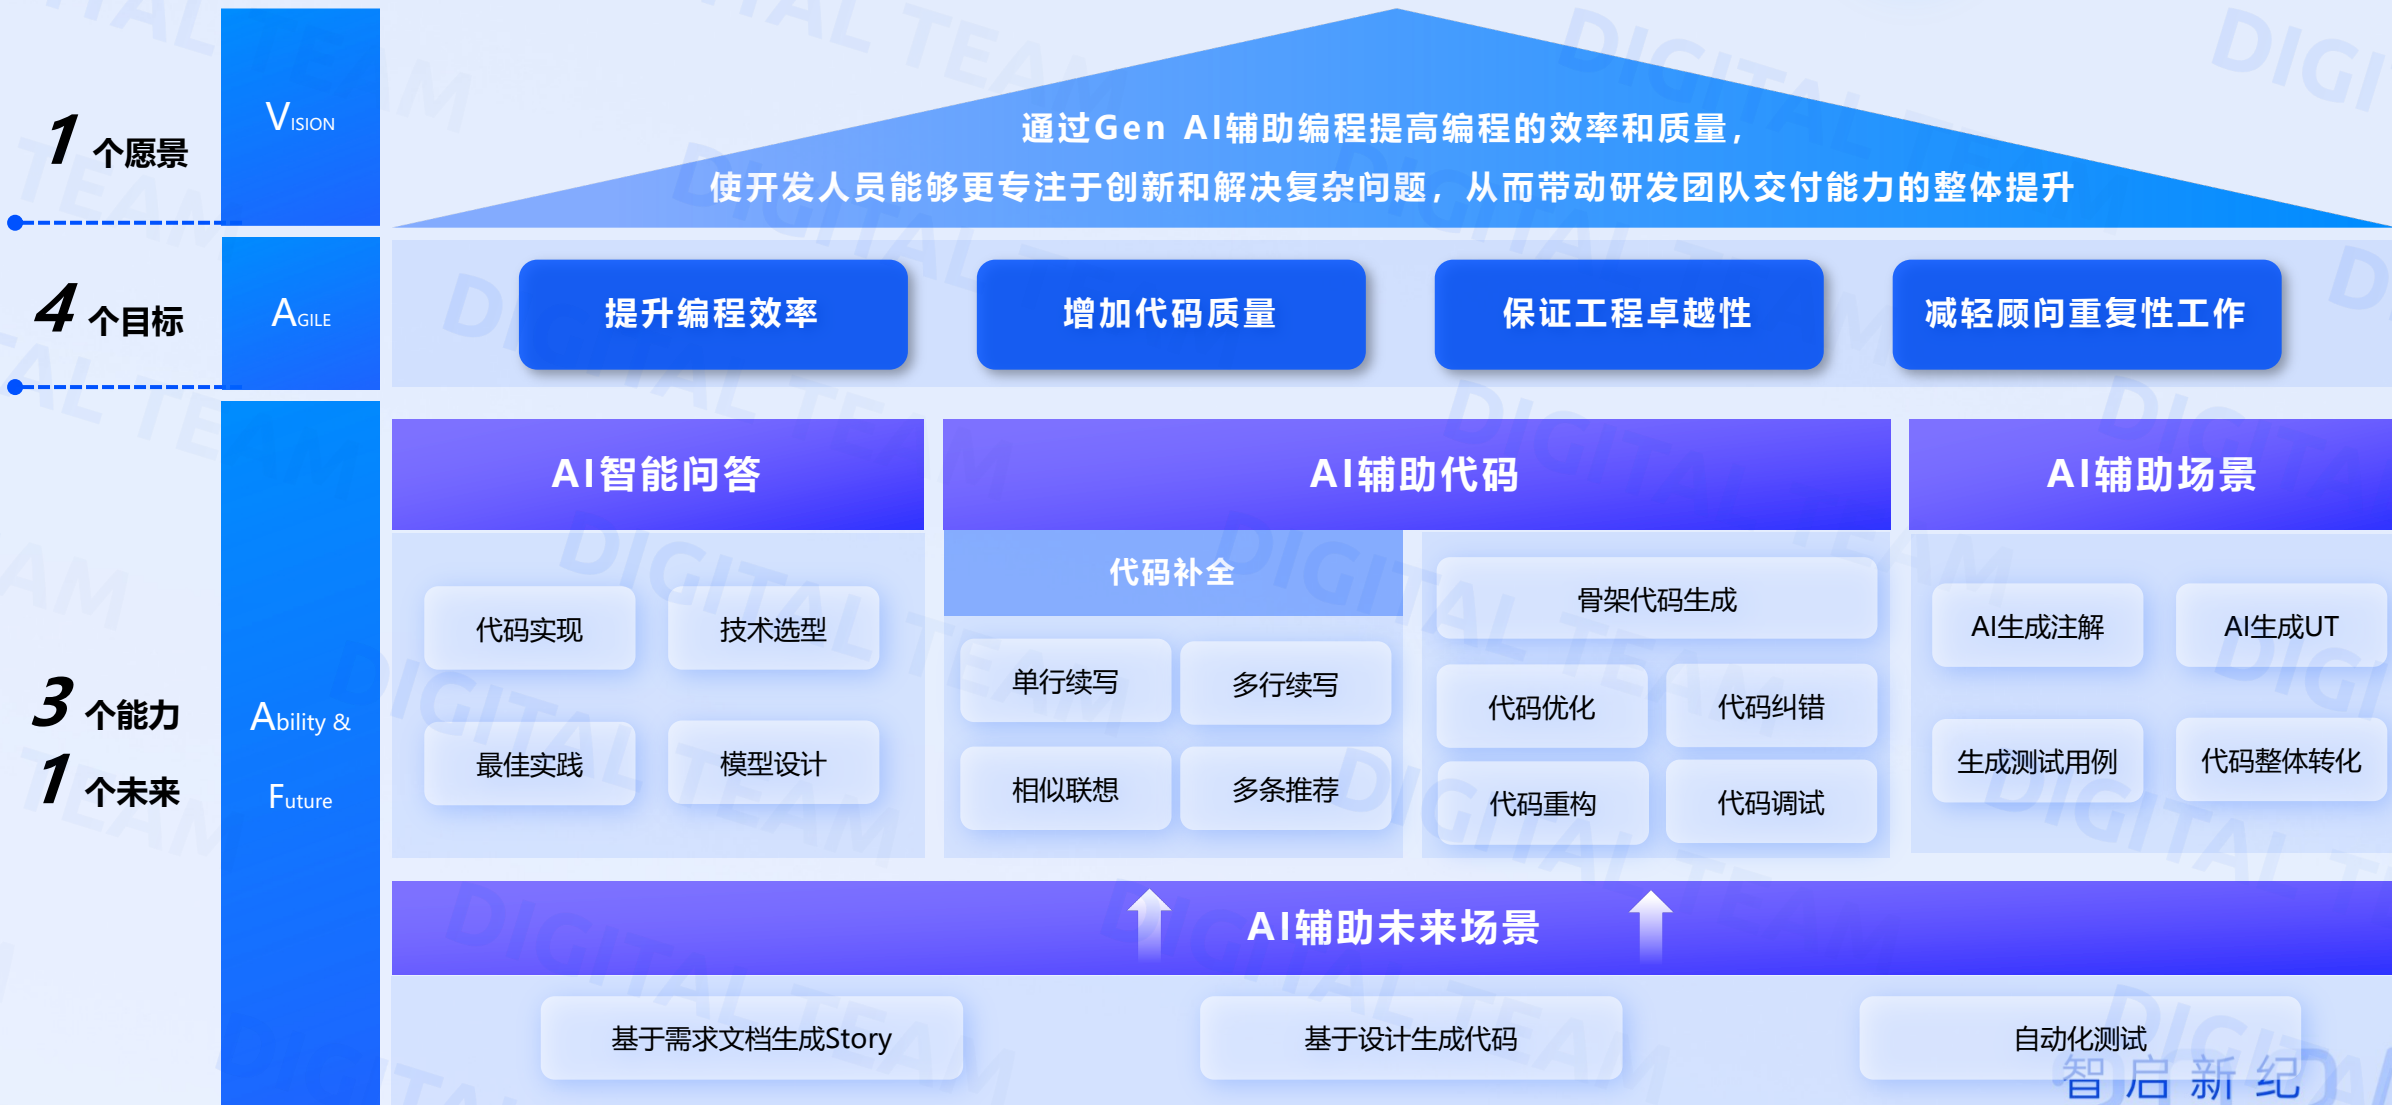 1 个愿景
VISION
通过Gen AI辅助编程提高编程的效率和质量，
使开发人员能够更专注于创新和解决复杂问题，从而带动研发团队交付能力的整体提升
4 个目标
AGILE
提升编程效率
增加代码质量
保证工程卓越性
减轻顾问重复性工作
3 个能力
1 个未来
Ability &
Future
AI智能问答
代码实现
技术选型
最佳实践
模型设计
AI辅助代码
代码补全
单行续写
多行续写
相似联想
多条推荐
骨架代码生成
代码优化
代码纠错
代码重构
代码调试
AI辅助场景
AI生成注解
AI生成UT
生成测试用例
代码整体转化
AI辅助未来场景
基于需求文档生成Story
基于设计生成代码
自动化测试
智启新纪
DIGITAL TEAM